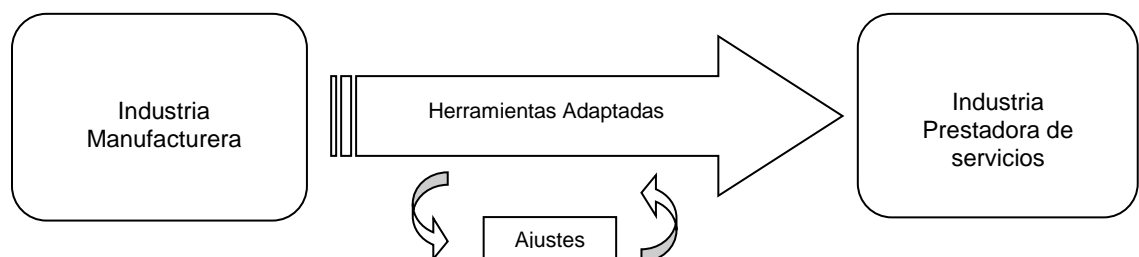 Industria
Manufacturera
Herramientas Adaptadas
Industria
Prestadora de
servicios
Ajustes